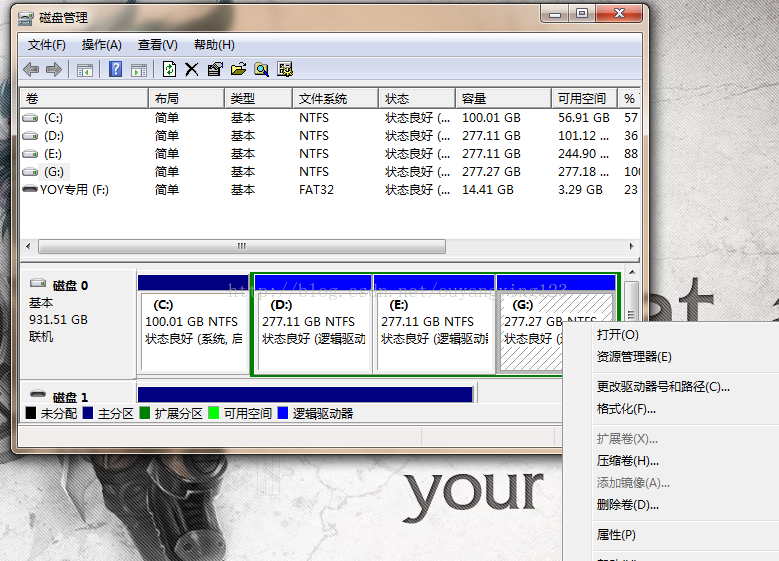 磁盘管理
文件(F) 操作(A) 查看(V) 帮助(H)
卷 布局 类型 文件系统 状态 容量 可用空间 %
(C:) 简单 基本 NTFS 状态良好 (... 100.01 GB 56.91 GB 57
(D:) 简单 基本 NTFS 状态良好 (... 277.11 GB 101.12 ... 36
(E:) 简单 基本 NTFS 状态良好 (... 277.11 GB 244.90 ... 88
(G:) 简单 基本 NTFS 状态良好 (... 277.27 GB 277.18 ... 100
YOY专用 (F:) 简单 基本 FAT32 状态良好 (... 14.41 GB 3.29 GB 23
http://blog.csdn.net/ouyangying123
磁盘 0
基本
931.51 GB
联机
(C:)
100.01 GB NTFS
状态良好 (系统, 启
(D:)
277.11 GB NTFS
状态良好 (逻辑驱动
(E:)
277.11 GB NTFS
状态良好 (逻辑驱动
(G:)
277.27 GB NTFS
状态良好 (逻辑驱动
磁盘 1
未分配 主分区 扩展分区 可用空间 逻辑驱动器
打开(O)
资源管理器(E)
更改驱动器号和路径(C)...
格式化(F)...
扩展卷(X)...
压缩卷(H)...
添加镜像(A)...
删除卷(D)...
属性(P)
your